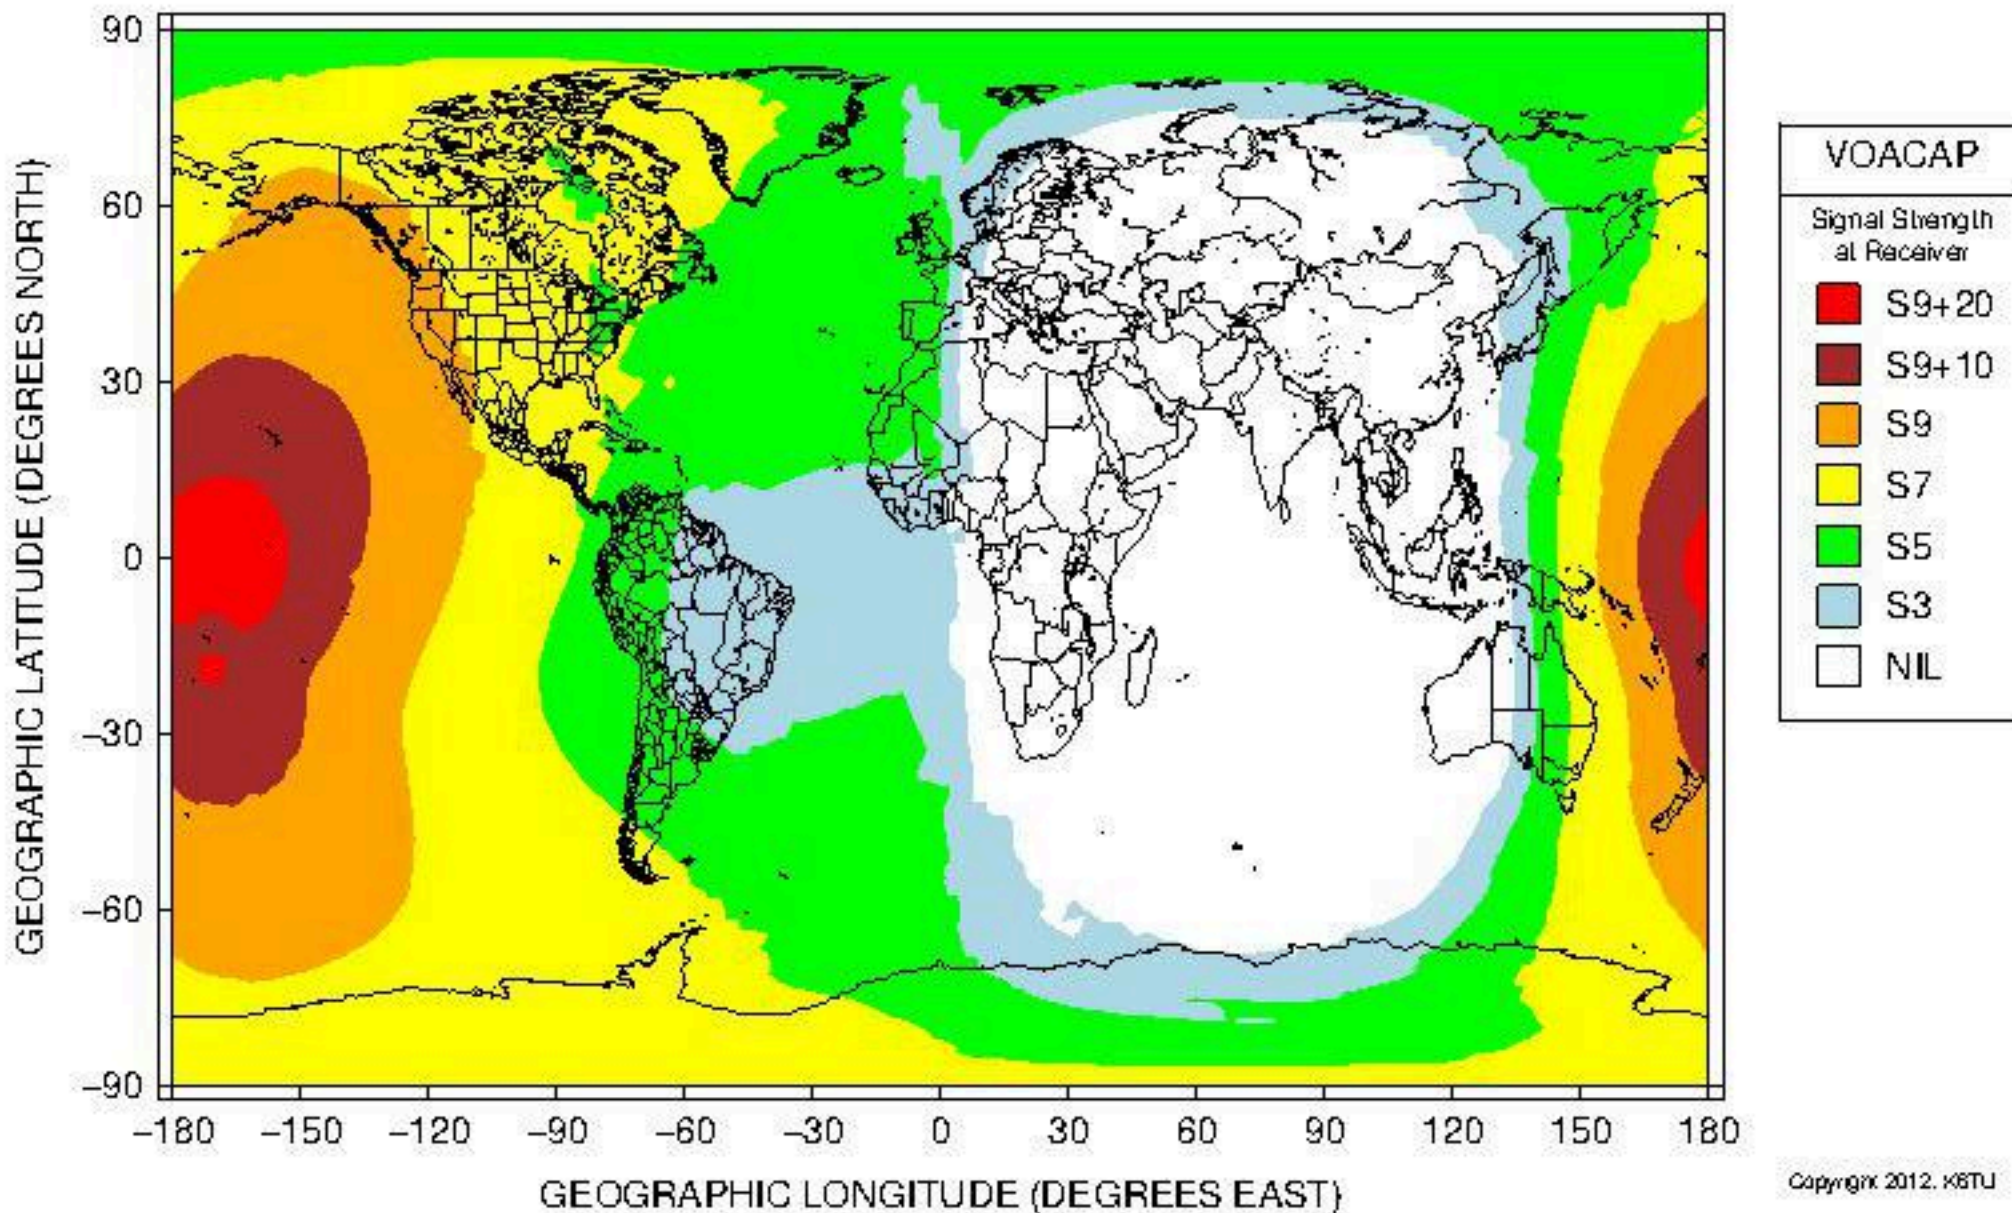 90
60
30
0
−30
−60
−90
GEOGRAPHIC LATITUDE (DEGREES NORTH)
−180 −150 −120 −90 −60 −30 0 30 60 90 120 150 180
GEOGRAPHIC LONGITUDE (DEGREES EAST)
VOACAP
Signal Strength
at Receiver
S9+20
S9+10
S9
S7
S5
S3
NIL
Copyright 2012, K6TU